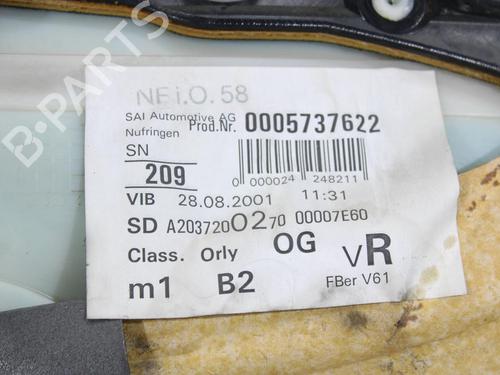 NF i.O. 58
SAI Automotive AG
Nufringen
Prod.Nr. 0005737622
SN
209
0 000024 248211
VIB 28.08.2001 11:31
SD A2037200270 00007E60
Class. Orly OG VR
m1 B2 FBer V61
B-PARTS